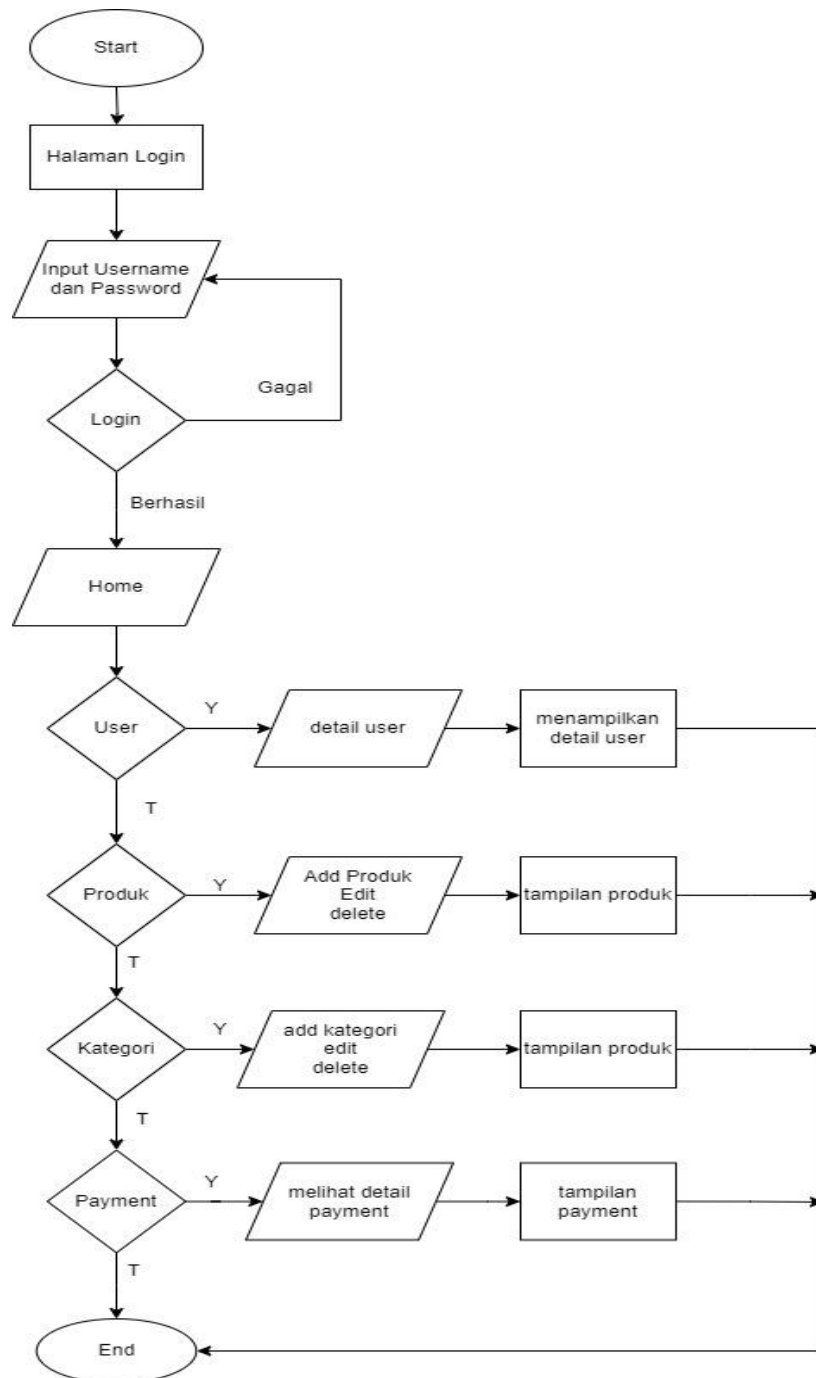 Start
Halaman Login
Input Username
dan Password
Gagal
Login
Berhasil
Home
User
Y
detail user
menampilkan
detail user
T
Produk
Y
Add Produk
Edit
delete
tampilan produk
T
Kategori
Y
add kategori
edit
delete
tampilan produk
T
Payment
Y
melihat detail
payment
tampilan
payment
T
End